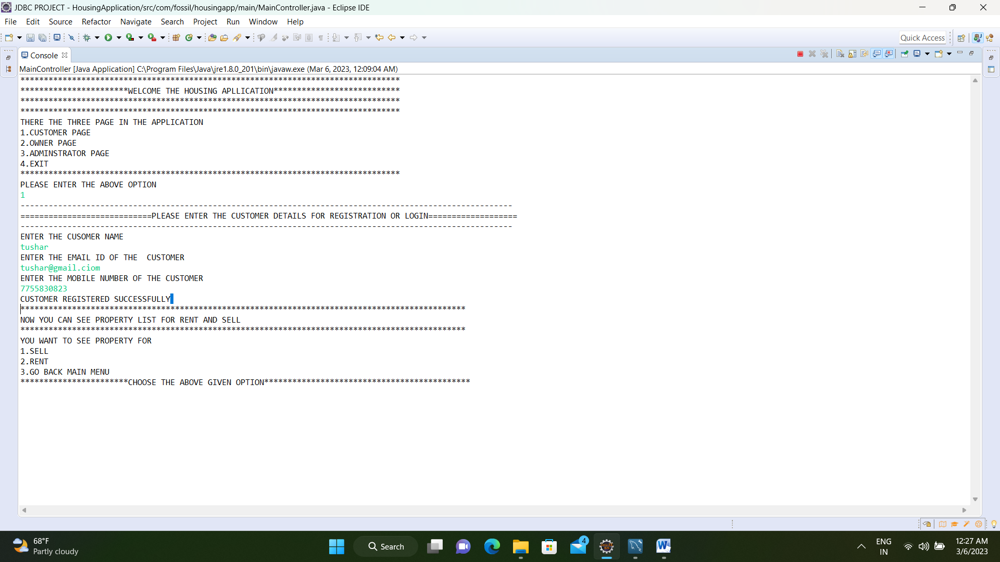 JDBC PROJECT - HousingApplication/src/com/fossil/housingapp/main/MainController.java - Eclipse IDE
File Edit Source Refactor Navigate Search Project Run Window Help
Quick Access
Console
MainController [Java Application] C:\Program Files\Java\jre1.8.0_201\bin\javaw.exe (Mar 6, 2023, 12:09:04 AM)
*********************************************************************************
***********************WELCOME THE HOUSING APLLICATION***************************
*********************************************************************************
*********************************************************************************
THERE THE THREE PAGE IN THE APPLICATION
1.CUSTOMER PAGE
2.OWNER PAGE
3.ADMINSTRATOR PAGE
4.EXIT
*********************************************************************************
PLEASE ENTER THE ABOVE OPTION
1
---------------------------------------------------------------------------------------------------------
============================PLEASE ENTER THE CUSTOMER DETAILS FOR REGISTRATION OR LOGIN===================
---------------------------------------------------------------------------------------------------------
ENTER THE CUSOMER NAME
tushar
ENTER THE EMAIL ID OF THE  CUSTOMER
tushar@gmail.ciom
ENTER THE MOBILE NUMBER OF THE CUSTOMER
7755830823
CUSTOMER REGISTERED SUCCESSFULLY
***********************************************************************************************
NOW YOU CAN SEE PROPERTY LIST FOR RENT AND SELL
***********************************************************************************************
YOU WANT TO SEE PROPERTY FOR
1.SELL
2.RENT
3.GO BACK MAIN MENU
***********************CHOOSE THE ABOVE GIVEN OPTION********************************************
68°F
Partly cloudy
Search
4
ENG
IN
12:27 AM
3/6/2023